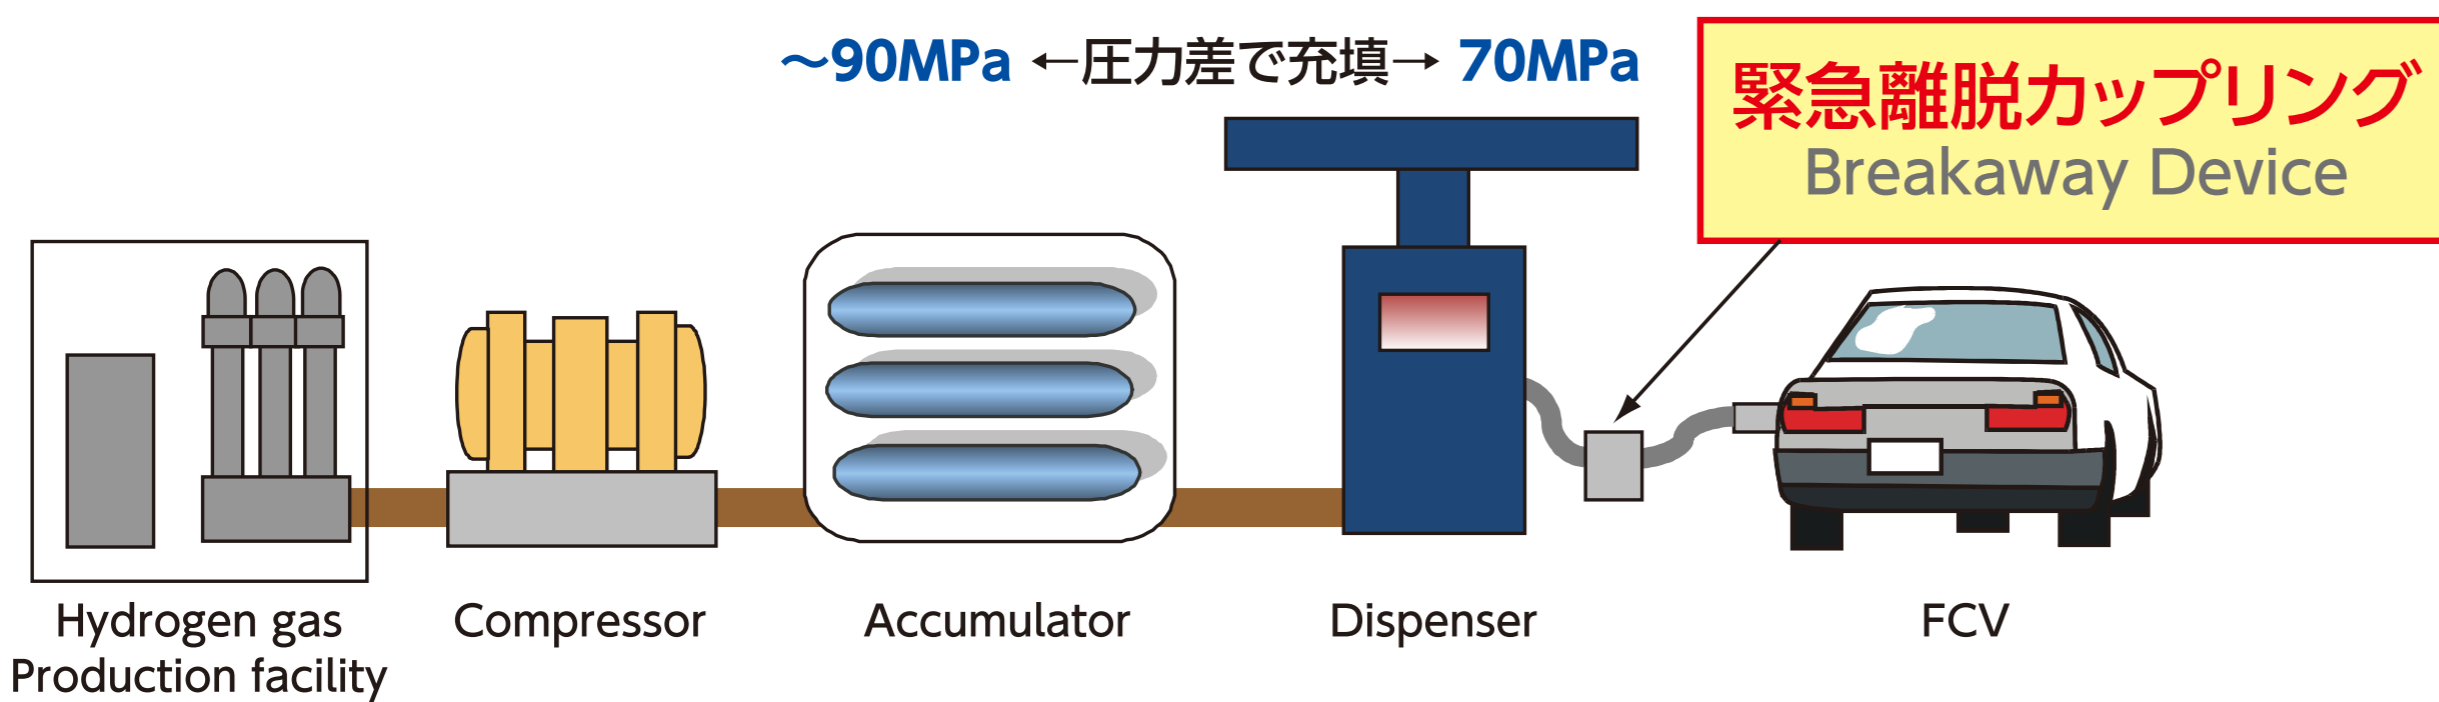 ～90MPa ←圧力差で充填→ 70MPa
緊急離脱カップリング
Breakaway Device
Hydrogen gas
Production facility
Compressor
Accumulator
Dispenser
FCV